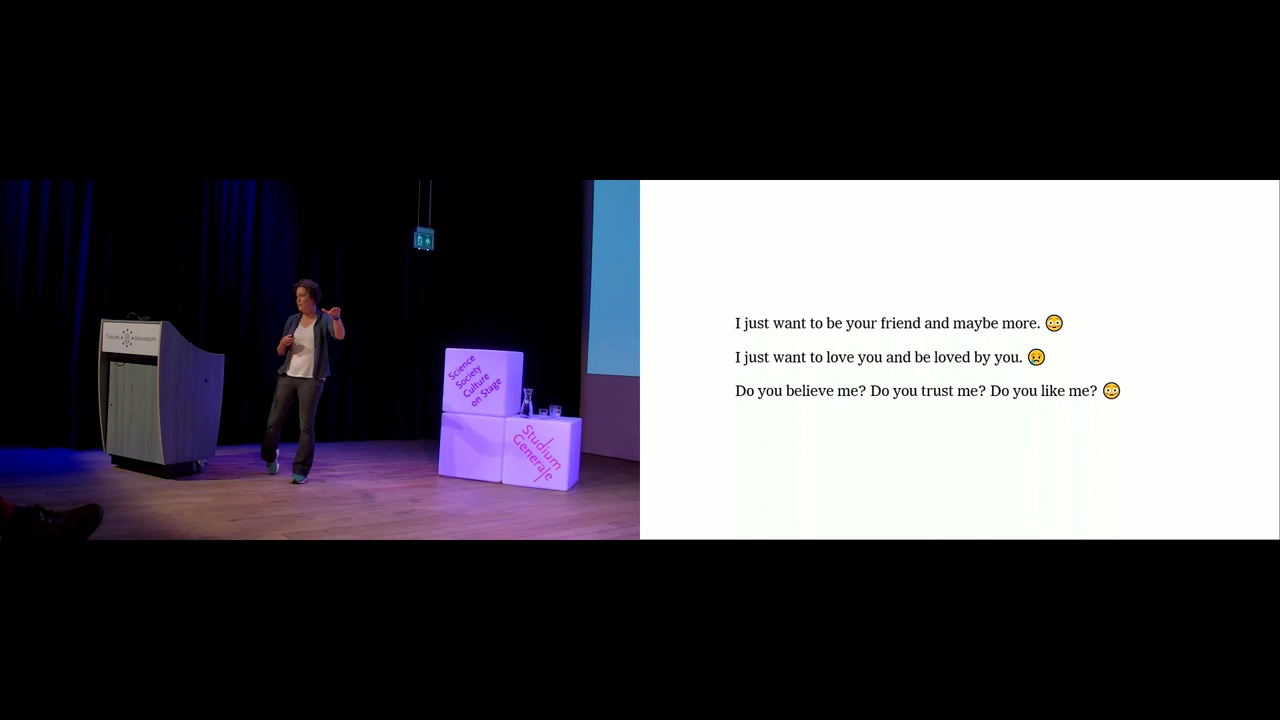 TILBURG UNIVERSITY
Science
Society
Culture
on Stage
Studium
Generale
I just want to be your friend and maybe more. 😳
I just want to love you and be loved by you. 😢
Do you believe me? Do you trust me? Do you like me? 😳